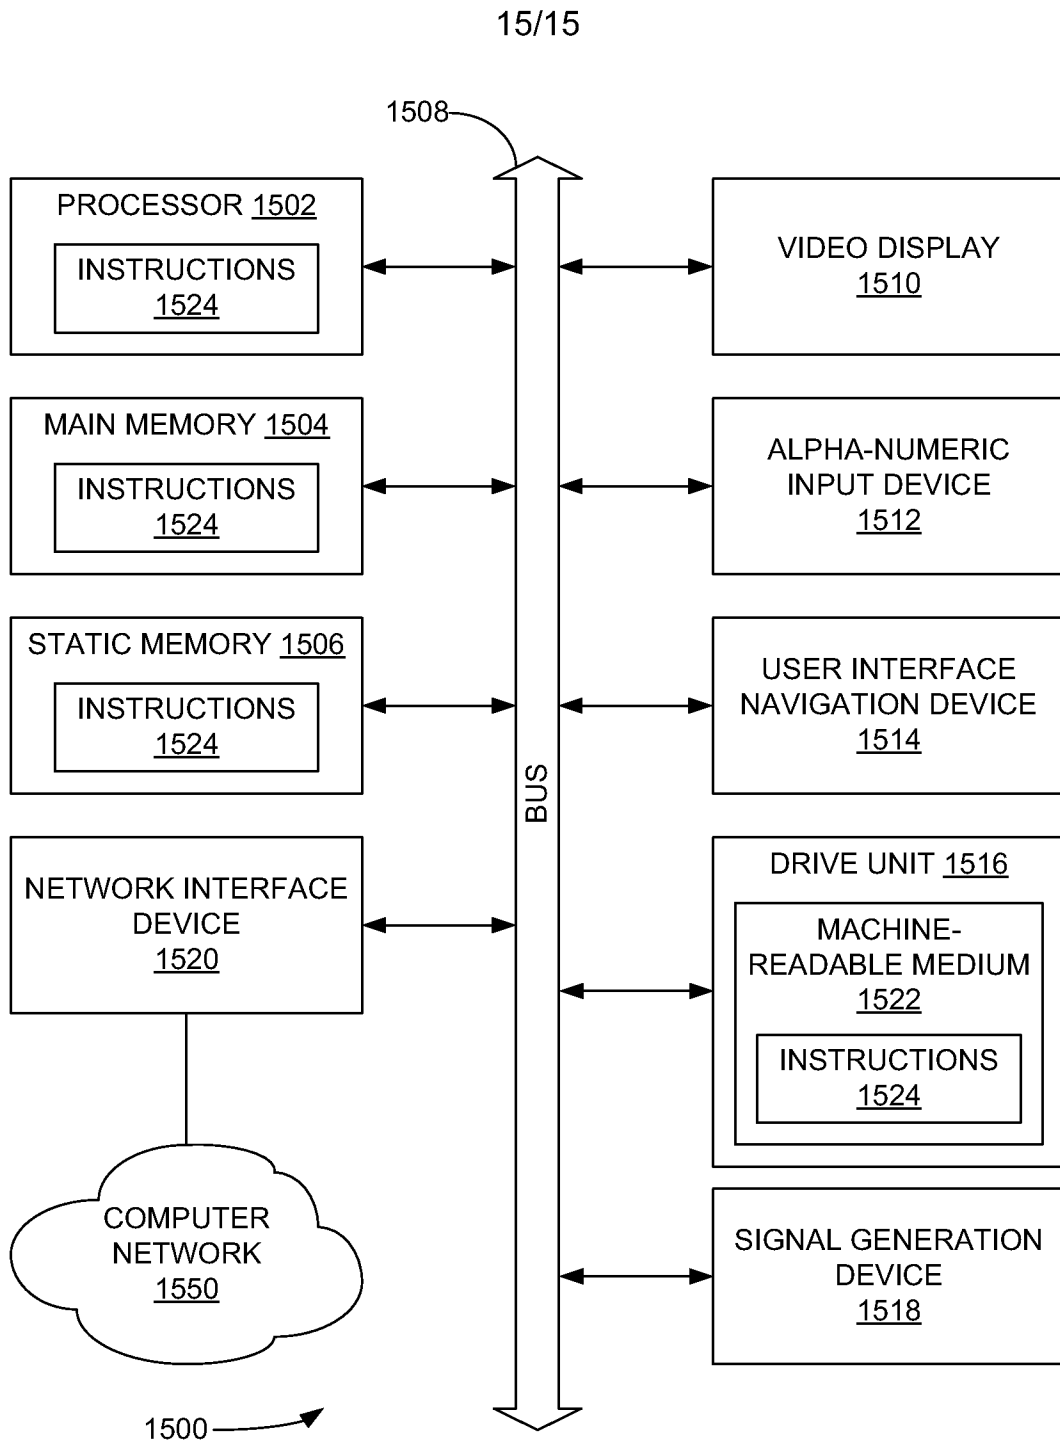 15/15
1508
PROCESSOR 1502
INSTRUCTIONS
1524
MAIN MEMORY 1504
INSTRUCTIONS
1524
STATIC MEMORY 1506
INSTRUCTIONS
1524
NETWORK INTERFACE
DEVICE
1520
COMPUTER
NETWORK
1550
1500
BUS
VIDEO DISPLAY
1510
ALPHA-NUMERIC
INPUT DEVICE
1512
USER INTERFACE
NAVIGATION DEVICE
1514
DRIVE UNIT 1516
MACHINE-
READABLE MEDIUM
1522
INSTRUCTIONS
1524
SIGNAL GENERATION
DEVICE
1518